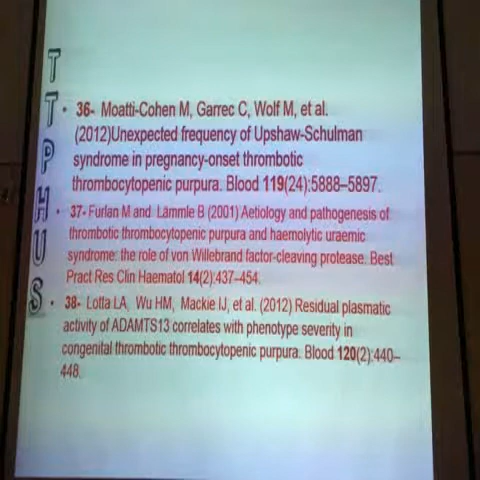 TTPHUS
• 36- Moatti-Cohen M, Garrec C, Wolf M, et al.
(2012)Unexpected frequency of Upshaw-Schulman
syndrome in pregnancy-onset thrombotic
thrombocytopenic purpura. Blood 119(24):5888–5897.
• 37- Furlan M and Lämmle B (2001) Aetiology and pathogenesis of
thrombotic thrombocytopenic purpura and haemolytic uraemic
syndrome: the role of von Willebrand factor-cleaving protease. Best
Pract Res Clin Haematol 14(2):437–454.
• 38- Lotta LA, Wu HM, Mackie IJ, et al. (2012) Residual plasmatic
activity of ADAMTS13 correlates with phenotype severity in
congenital thrombotic thrombocytopenic purpura. Blood 120(2):440–
448.